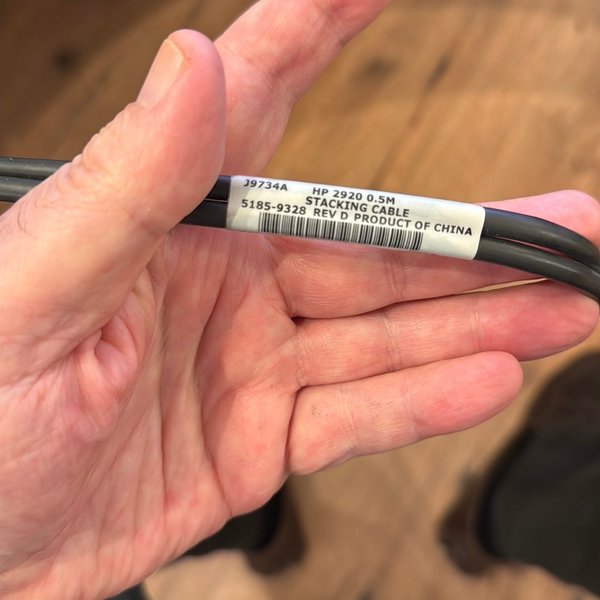 J9734A HP 2920 0.5M
STACKING CABLE
5185-9328 REV D PRODUCT OF CHINA